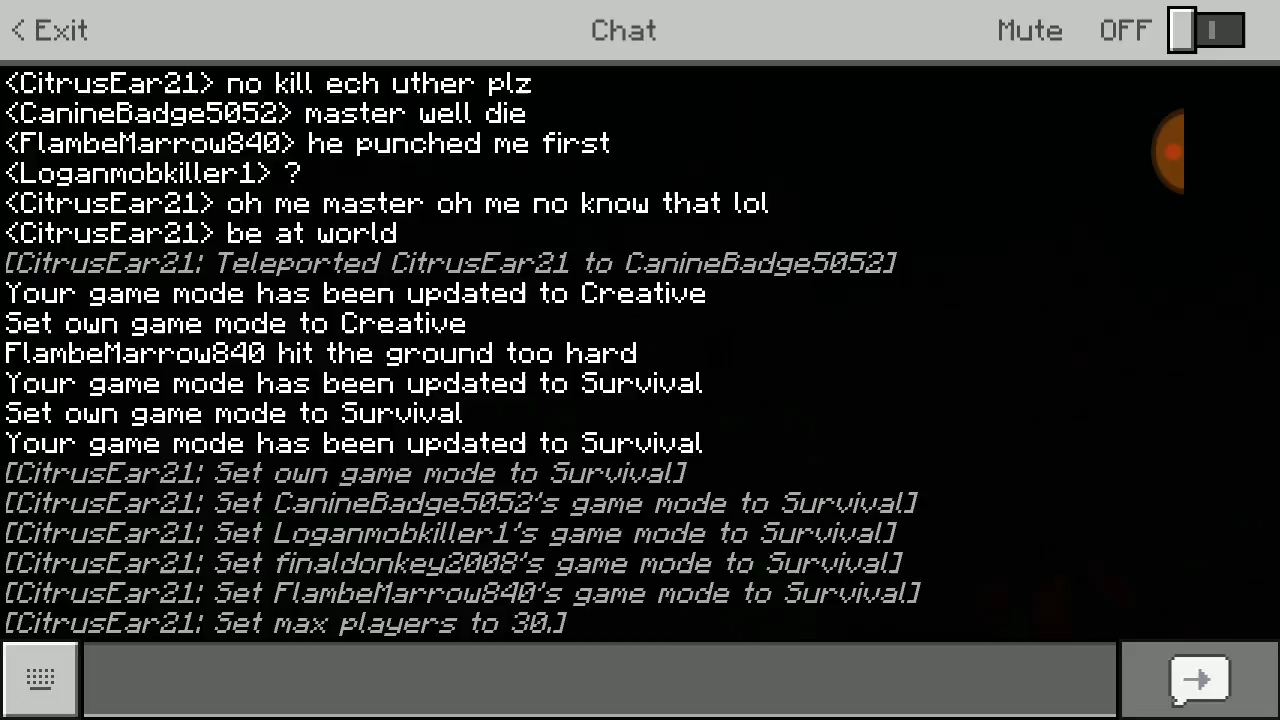 < Exit
Chat
Mute OFF
<CitrusEar21> no kill ech uther plz
<CanineBadge5052> master well die
<FlambeMarrow840> he punched me first
<Loganmobkiller1> ?
<CitrusEar21> oh me master oh me no know that lol
<CitrusEar21> be at world
[CitrusEar21: Teleported CitrusEar21 to CanineBadge5052]
Your game mode has been updated to Creative
Set own game mode to Creative
FlambeMarrow840 hit the ground too hard
Your game mode has been updated to Survival
Set own game mode to Survival
Your game mode has been updated to Survival
[CitrusEar21: Set own game mode to Survival]
[CitrusEar21: Set CanineBadge5052's game mode to Survival]
[CitrusEar21: Set Loganmobkiller1's game mode to Survival]
[CitrusEar21: Set finaldonkey2008's game mode to Survival]
[CitrusEar21: Set FlambeMarrow840's game mode to Survival]
[CitrusEar21: Set max players to 30.]